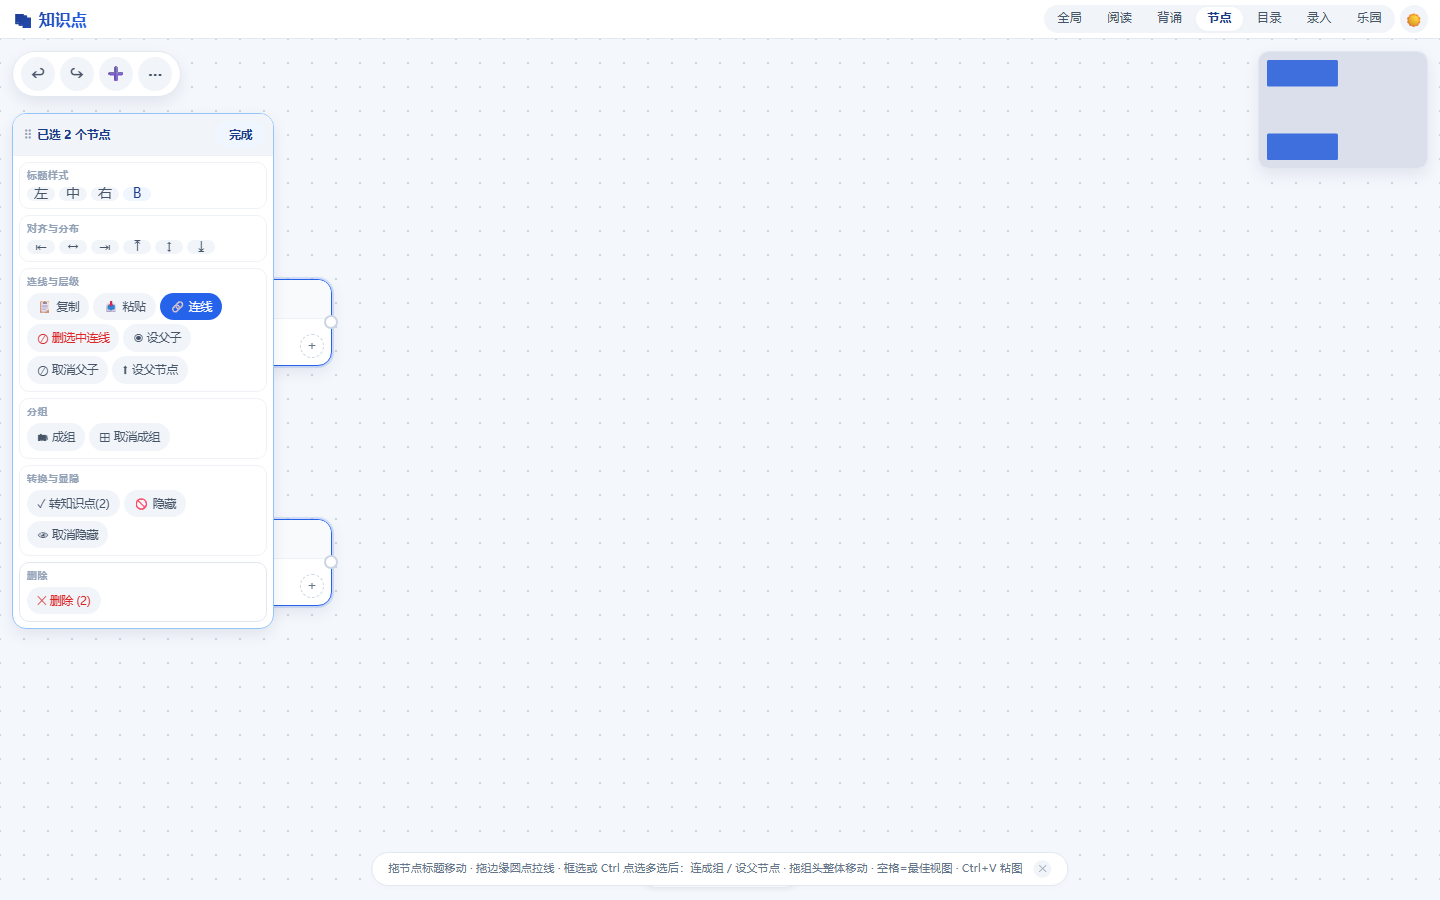 知识点
全局 阅读 背诵 节点 目录 录入 乐园
已选 2 个节点 完成
标题样式
左 中 右 B
对齐与分布
连线与层级
复制 粘贴 连线
删选中连线 设父子
取消父子 设父节点
分组
成组 取消成组
转换与显隐
转知识点(2) 隐藏
取消隐藏
删除
删除 (2)
拖节点标题移动 · 拖边缘圆点拉线 · 框选或 Ctrl 点选多选后：连成组 / 设父节点 · 拖组头整体移动 · 空格=最佳视图 · Ctrl+V 粘图